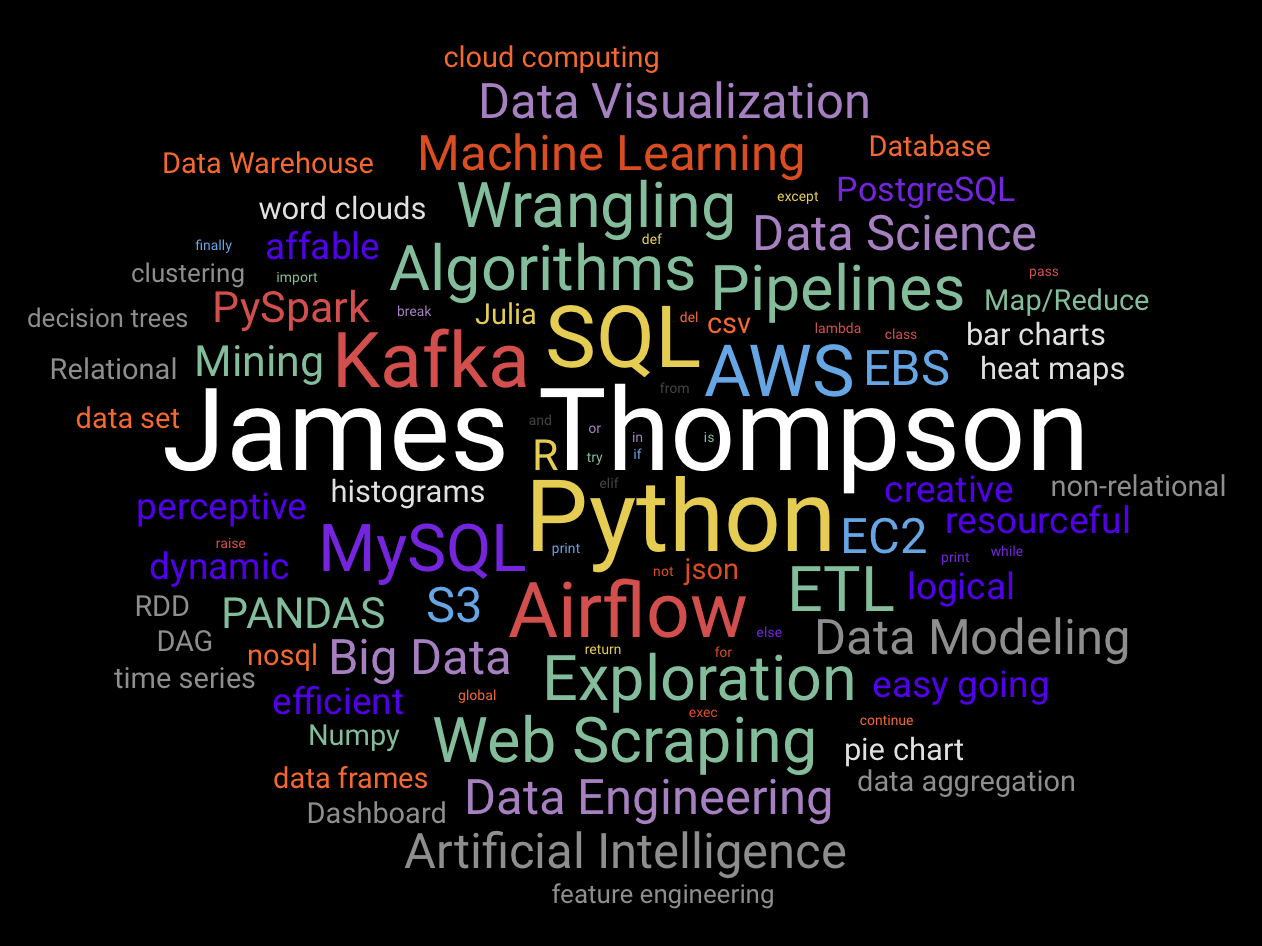 cloud computing
Data Visualization
Machine Learning
Database
Data Warehouse
PostgreSQL
except
word clouds
Wrangling
Data Science
def
finally
affable
Algorithms
clustering
import
pass
Pipelines
Map/Reduce
PySpark
break
Julia
decision trees
SQL
del
csv
lambda
class
bar charts
Kafka
Mining
Relational
AWS
EBS
heat maps
from
data set
James Thompson
and
or
in
is
R
try
if
elif
histograms
creative
non-relational
perceptive
Python
resourceful
EC2
raise
MySQL
print
print
while
dynamic
not
json
logical
ETL
RDD
PANDAS
S3
Airflow
else
DAG
Data Modeling
nosql
Big Data
return
for
time series
Exploration
easy going
efficient
global
exec
continue
Numpy
Web Scraping
pie chart
data frames
data aggregation
Dashboard
Data Engineering
Artificial Intelligence
feature engineering